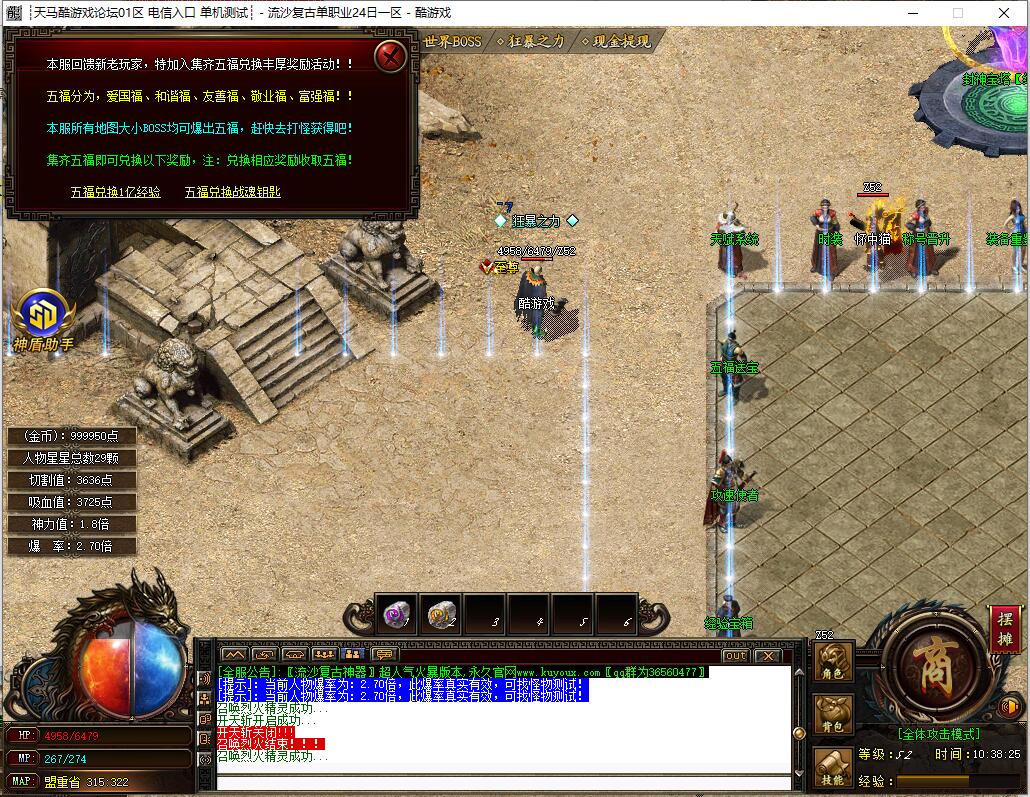 天马酷游戏论坛01区 电信入口 单机测试┊- 流沙复古单职业24日一区 - 酷游戏
世界BOSS 狂暴之力 现金提现
本服回馈新老玩家，特加入集齐五福兑换丰厚奖励活动！！
五福分为，爱国福、和谐福、友善福、敬业福、富强福！！
本服所有地图大小BOSS均可爆出五福，赶快去打怪获得吧！
集齐五福即可兑换以下奖励，注：兑换相应奖励收取五福！
五福兑换1亿经验 五福兑换战魂钥匙
封神宝塔
Z52
狂暴之力
天赋系统 时装 怀中猫 称号晋升 装备重
4958/6479/Z52
至尊
酷游戏
神盾助手
五福送宝
(金币)：999950点
人物星星总数29颗
切割值：3636点
吸血值：3725点
神力值：1.8倍
爆 率：2.70倍
攻速使者
经验宝箱
1 2 3 4 5 6
摆摊
Z52
OUT X
[全服公告]:〖流沙复古神器〗超人气火爆版本,永久官网www.kuyoux.com〖qq群为36560477〗
[提示]：当前人物爆率为：2.70倍，此爆率真实有效，可找怪物测试！
[提示]：当前人物爆率为：2.70倍，此爆率真实有效，可找怪物测试！
召唤烈火精灵成功...
开天斩开启成功...
开天斩关闭!!!
召唤烈火结束！！！
召唤烈火精灵成功...
角色
背包
技能
商
[全体攻击模式]
等级：52 时间：10:38:25
经验：
HP: 4958/6479
MP: 267/274
MAP: 盟重省 315:322